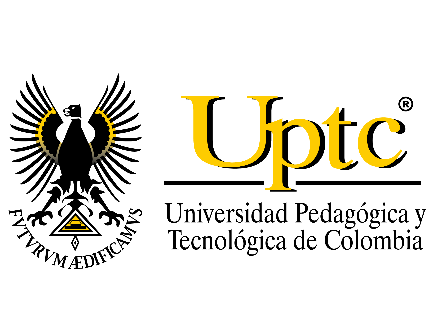 Uptc®
Universidad Pedagógica y
Tecnológica de Colombia
FVTVRVM ÆDIFICAMVS